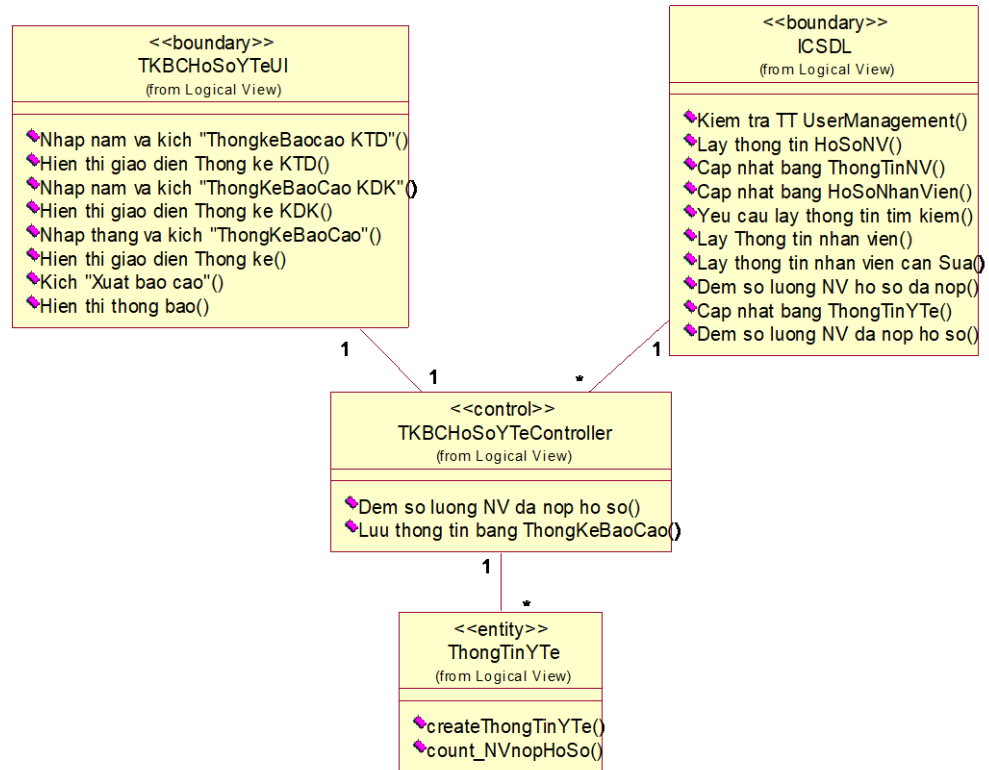 <<boundary>>
TKBCHoSoYTeUI
(from Logical View)
Nhap nam va kich "ThongkeBaocao KTD"()
Hien thi giao dien Thong ke KTD()
Nhap nam va kich "ThongKeBaoCao KDK"()
Hien thi giao dien Thong ke KDK()
Nhap thang va kich "ThongKeBaoCao"()
Hien thi giao dien Thong ke()
Kich "Xuat bao cao"()
Hien thi thong bao()
<<boundary>>
ICSDL
(from Logical View)
Kiem tra TT UserManagement()
Lay thong tin HoSoNV()
Cap nhat bang ThongTinNV()
Cap nhat bang HoSoNhanVien()
Yeu cau lay thong tin tim kiem()
Lay Thong tin nhan vien()
Lay thong tin nhan vien can Sua()
Dem so luong NV ho so da nop()
Cap nhat bang ThongTinYTe()
Dem so luong NV da nop ho so()
1
1
1
*
<<control>>
TKBCHoSoYTeController
(from Logical View)
Dem so luong NV da nop ho so()
Luu thong tin bang ThongKeBaoCao()
1
*
<<entity>>
ThongTinYTe
(from Logical View)
createThongTinYTe()
count_NVnopHoSo()